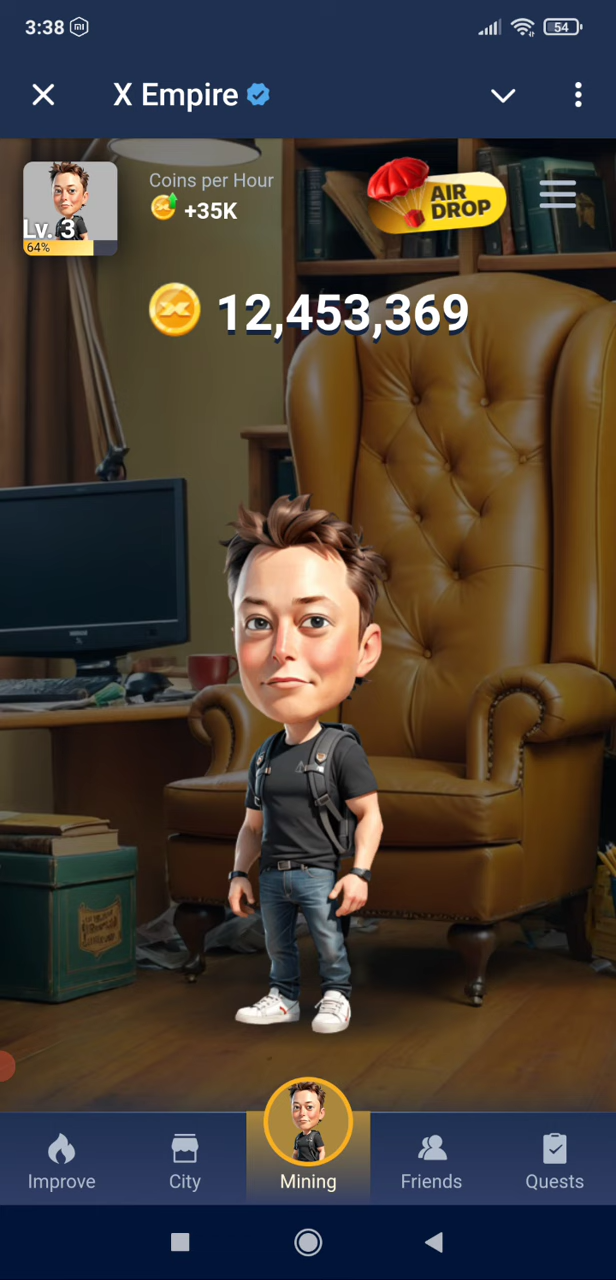 3:38
54
X Empire
Coins per Hour
+35K
Lv. 3
64%
AIR
DROP
12,453,369
Improve
City
Mining
Friends
Quests